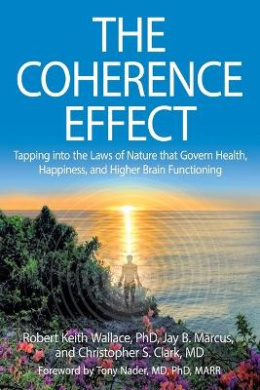 THE
COHERENCE
EFFECT
Tapping into the Laws of Nature that Govern Health,
Happiness, and Higher Brain Functioning
Robert Keith Wallace, PhD, Jay B. Marcus,
and Christopher S. Clark, MD
Foreword by Tony Nader, MD, PhD, MARR